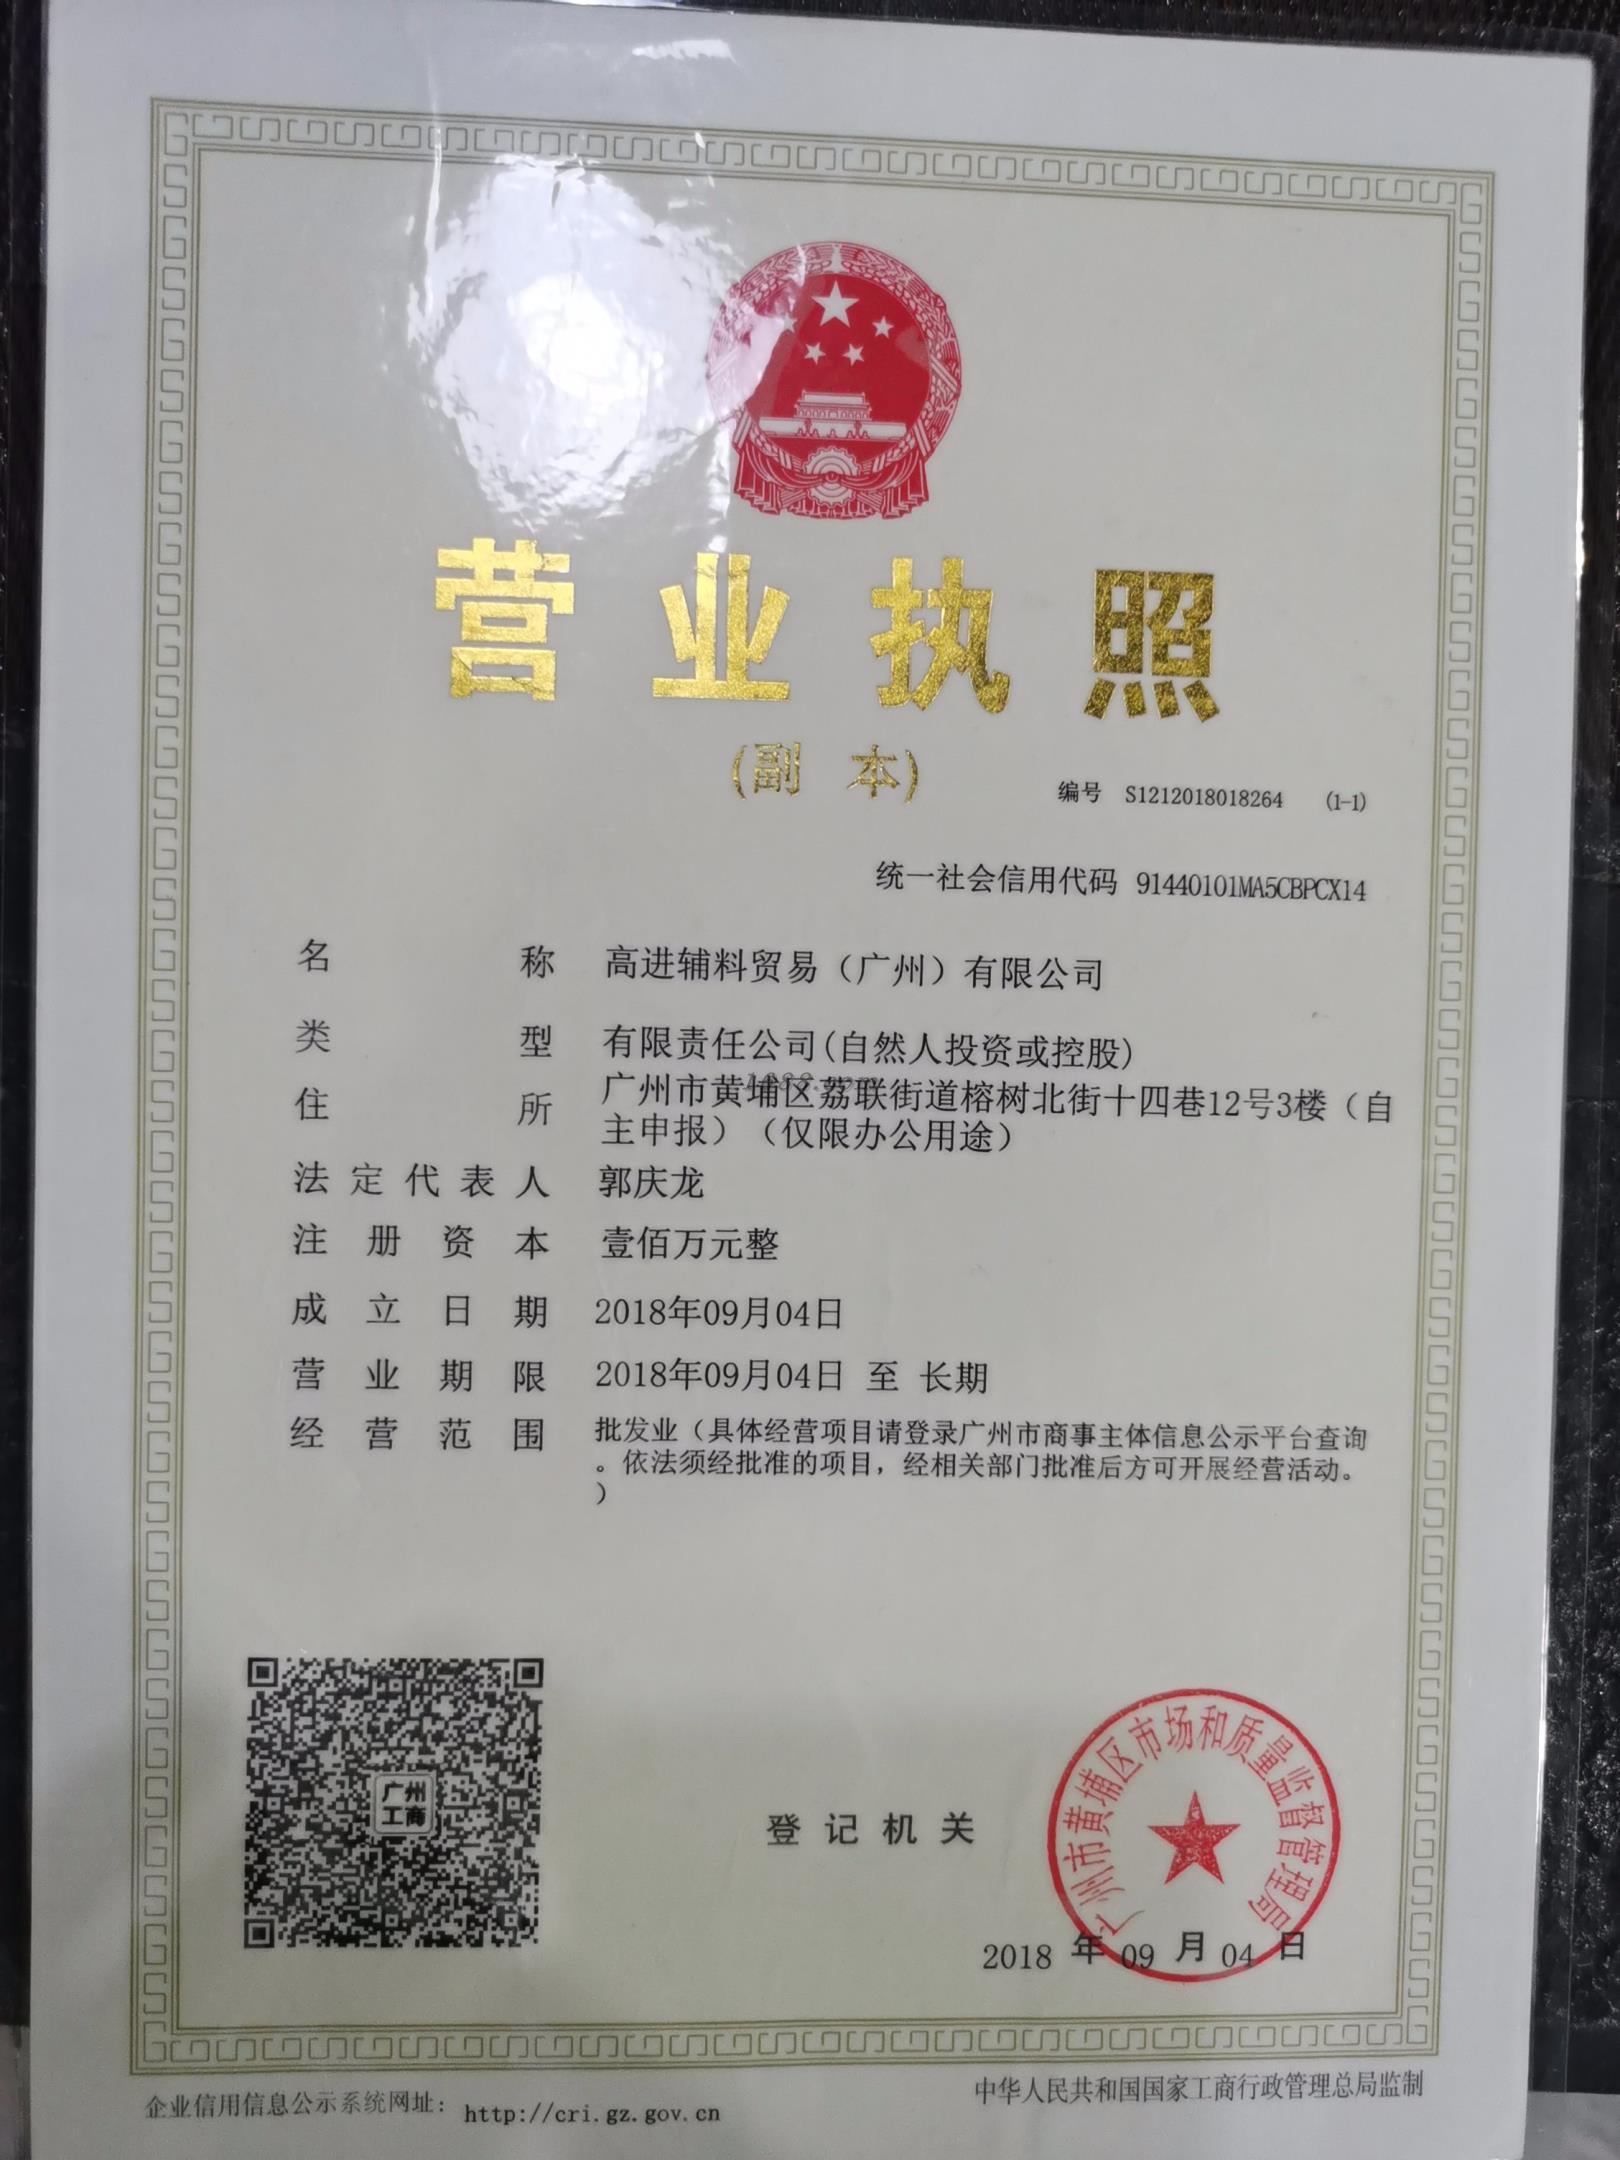 营业执照
(副 本)
编号 S1212018018264 (1-1)
统一社会信用代码 91440101MA5CBPCX14
名 称 高进辅料贸易（广州）有限公司
类 型 有限责任公司(自然人投资或控股)
住 所 广州市黄埔区荔联街道榕树北街十四巷12号3楼（自
主申报）（仅限办公用途）
法定代表人 郭庆龙
注册资本 壹佰万元整
成立日期 2018年09月04日
营业期限 2018年09月04日 至 长期
经营范围 批发业（具体经营项目请登录广州市商事主体信息公示平台查询
。依法须经批准的项目，经相关部门批准后方可开展经营活动。
）
广州
工商
登记机关
广州市黄埔区市场和质量监督管理局
2018 年 09 月 04 日
企业信用信息公示系统网址： http://cri.gz.gov.cn
中华人民共和国国家工商行政管理总局监制